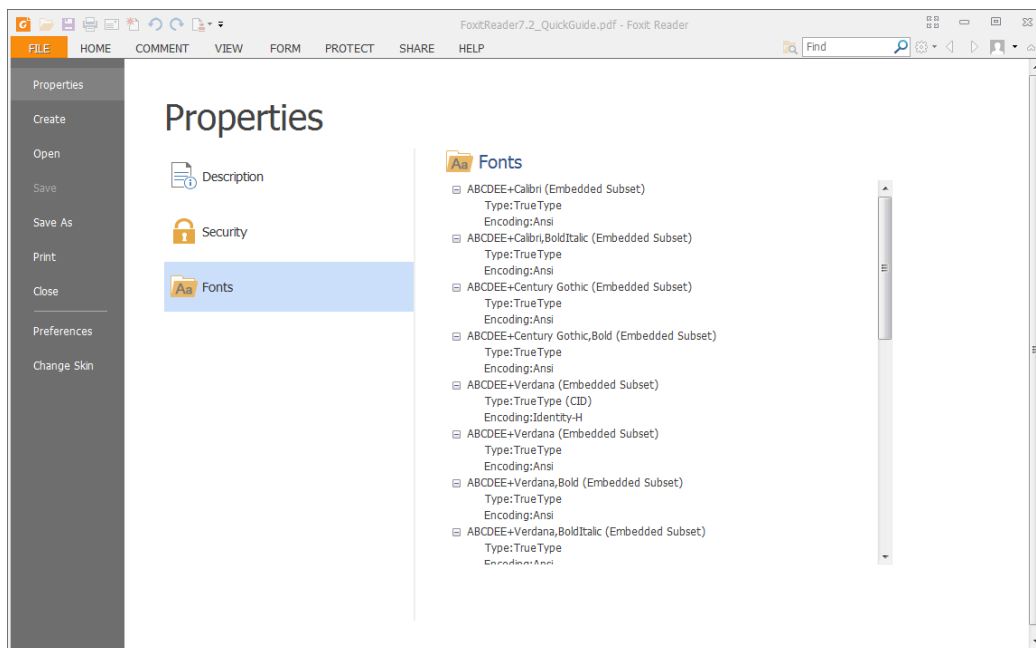 FoxitReader7.2_QuickGuide.pdf - Foxit Reader
FILE HOME COMMENT VIEW FORM PROTECT SHARE HELP
Find
Properties
Create
Open
Save
Save As
Print
Close
Preferences
Change Skin
Properties
Description
Security
Aa Fonts
Aa Fonts
ABCDEE+Calibri (Embedded Subset)
Type:TrueType
Encoding:Ansi
ABCDEE+Calibri,BoldItalic (Embedded Subset)
Type:TrueType
Encoding:Ansi
ABCDEE+Century Gothic (Embedded Subset)
Type:TrueType
Encoding:Ansi
ABCDEE+Century Gothic,Bold (Embedded Subset)
Type:TrueType
Encoding:Ansi
ABCDEE+Verdana (Embedded Subset)
Type:TrueType (CID)
Encoding:Identity-H
ABCDEE+Verdana (Embedded Subset)
Type:TrueType
Encoding:Ansi
ABCDEE+Verdana,Bold (Embedded Subset)
Type:TrueType
Encoding:Ansi
ABCDEE+Verdana,BoldItalic (Embedded Subset)
Type:TrueType
Encoding:Ansi